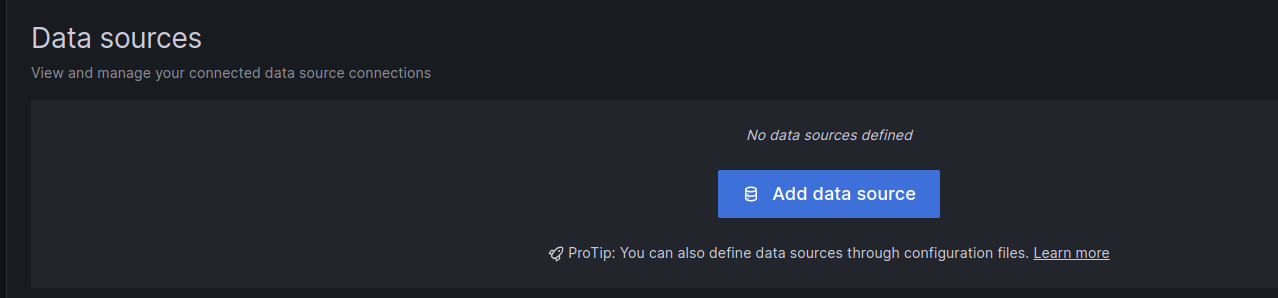 Data sources
View and manage your connected data source connections
No data sources defined
Add data source
ProTip: You can also define data sources through configuration files. Learn more